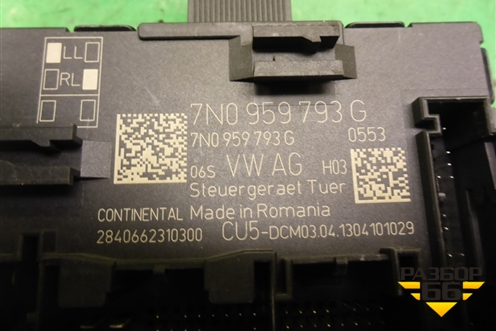 LL
RL
7N0 959 793 G
7N0 959 793 G 0553
06S VW AG H03
Steuergeraet Tuer
CONTINENTAL Made in Romania
2840662310300 CU5-DCM03.04.1304101029
РАЗБОР
66